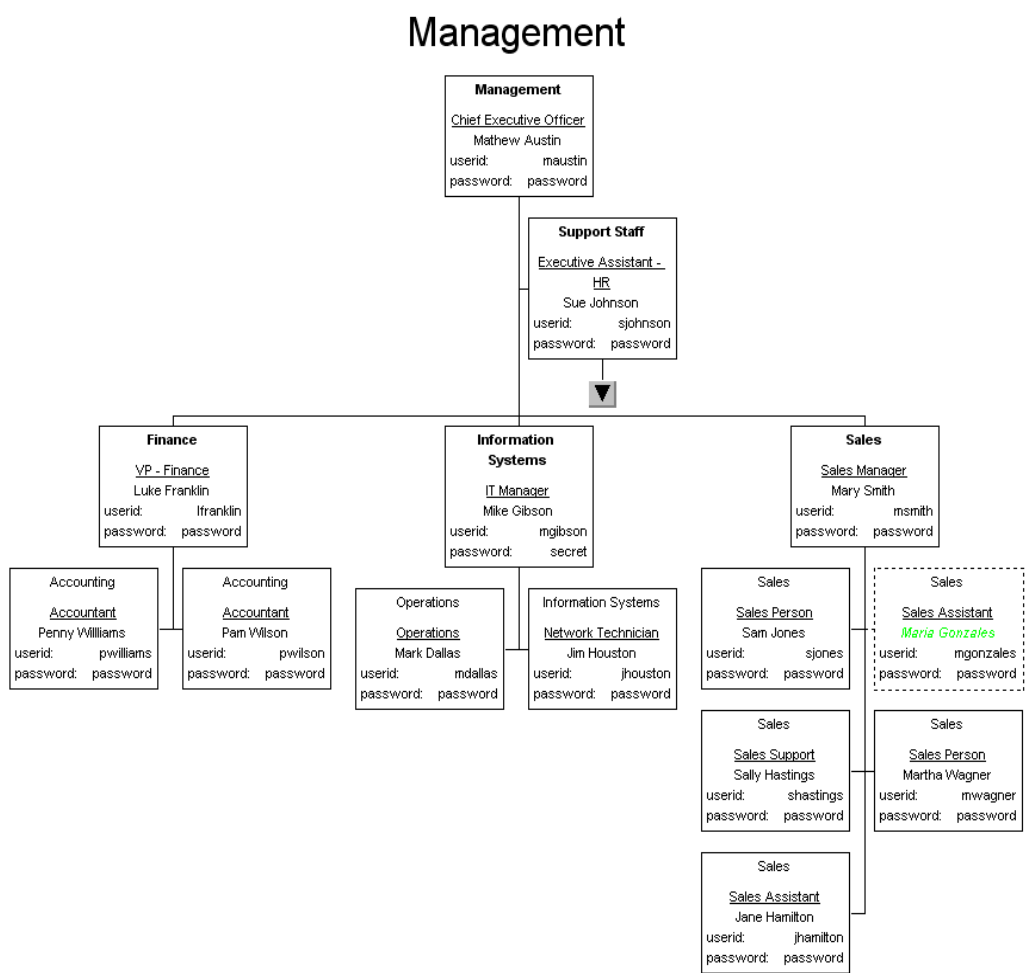 Management
Management
Chief Executive Officer
Mathew Austin
userid: maustin
password: password
Support Staff
Executive Assistant -
HR
Sue Johnson
userid: sjohnson
password: password
Finance
VP - Finance
Luke Franklin
userid: lfranklin
password: password
Information
Systems
IT Manager
Mike Gibson
userid: mgibson
password: secret
Sales
Sales Manager
Mary Smith
userid: msmith
password: password
Accounting
Accountant
Penny Willliams
userid: pwilliams
password: password
Accounting
Accountant
Pam Wilson
userid: pwilson
password: password
Operations
Operations
Mark Dallas
userid: mdallas
password: password
Information Systems
Network Technician
Jim Houston
userid: jhouston
password: password
Sales
Sales Person
Sam Jones
userid: sjones
password: password
Sales
Sales Assistant
Maria Gonzales
userid: mgonzales
password: password
Sales
Sales Support
Sally Hastings
userid: shastings
password: password
Sales
Sales Person
Martha Wagner
userid: mwagner
password: password
Sales
Sales Assistant
Jane Hamilton
userid: jhamilton
password: password